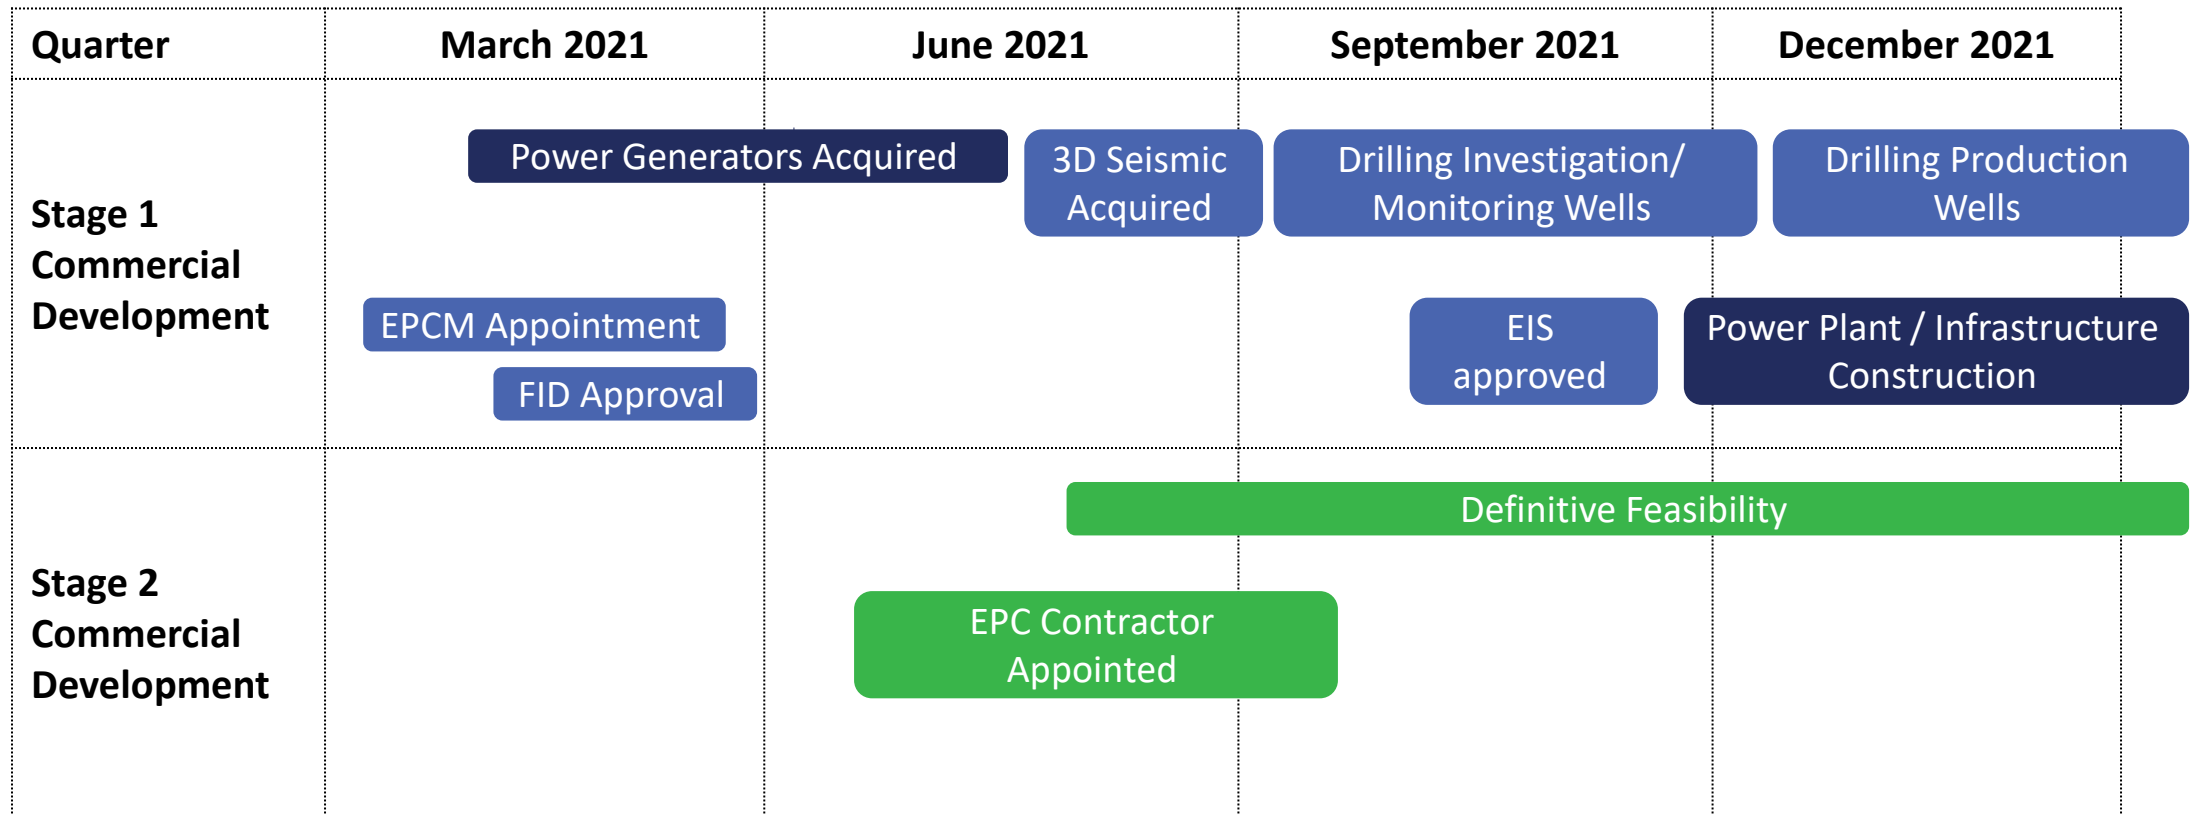 Quarter
March 2021
June 2021
September 2021
December 2021
Stage 1
Commercial
Development
Power Generators Acquired
3D Seismic
Acquired
Drilling Investigation/
Monitoring Wells
Drilling Production
Wells
EPCM Appointment
FID Approval
EIS
approved
Power Plant / Infrastructure
Construction
Stage 2
Commercial
Development
Definitive Feasibility
EPC Contractor
Appointed